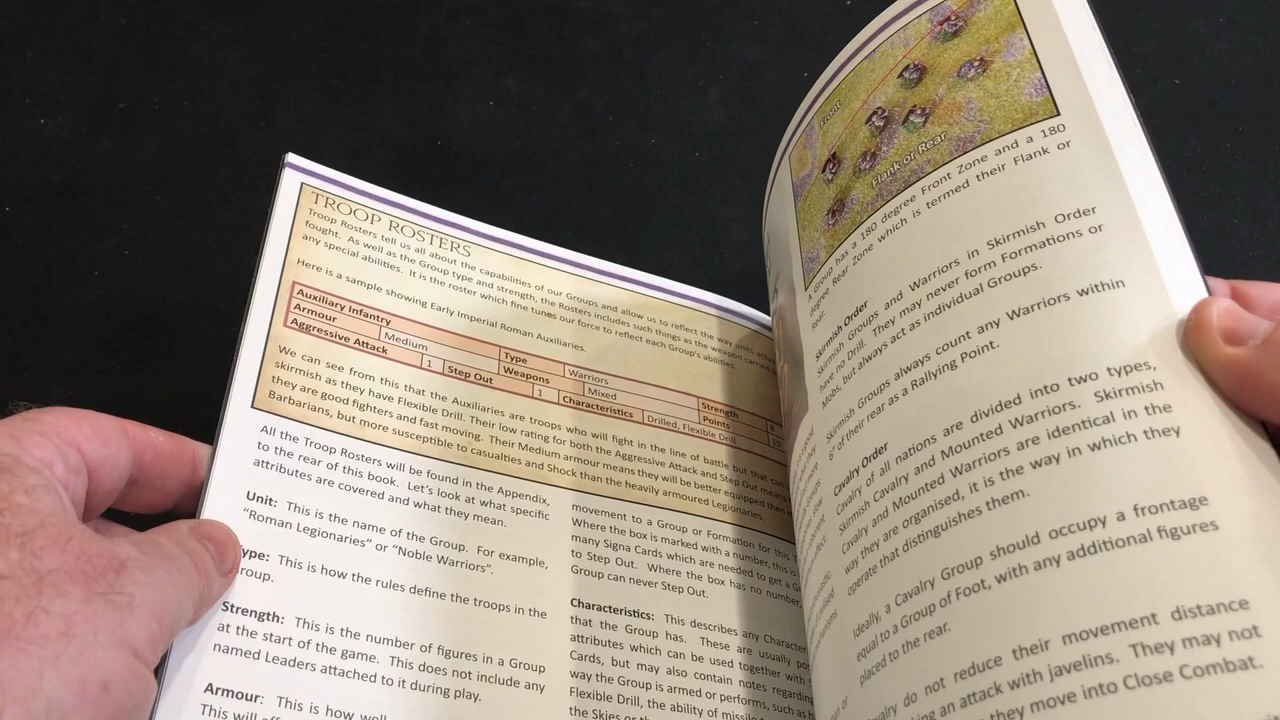 TROOP ROSTERS
Troop Rosters tell us all about the capabilities of our Groups and allow us to reflect the way units
fought. As well as the Group type and strength, the Rosters includes such things as the weapon carried
any special abilities. It is the roster which fine tunes our force to reflect each Group's abilities.
Here is a sample showing Early Imperial Roman Auxiliaries.
Auxiliary Infantry
Armour Medium Type Warriors Strength 8
Aggressive Attack 1 Step Out Weapons 1 Mixed Characteristics Drilled, Flexible Drill Points
We can see from this that the Auxiliaries are troops who will fight in the line of battle but that can
skirmish as they have Flexible Drill. Their low rating for both the Aggressive Attack and Step Out means
they are good fighters and fast moving. Their Medium armour means they will be better equipped
Barbarians, but more susceptible to casualties and Shock than the heavily armoured Legionaries.
All the Troop Rosters will be found in the Appendix,
to the rear of this book. Let's look at what specific
attributes are covered and what they mean.
Unit: This is the name of the Group. For example,
"Roman Legionaries" or "Noble Warriors".
Type: This is how the rules define the troops in the
Group.
Strength: This is the number of figures in a Group
at the start of the game. This does not include any
named Leaders attached to it during play.
Armour: This is how well
This will
movement to a Group or Formation for this
Where the box is marked with a number, this is
many Signa Cards which are needed to get a
to Step Out. Where the box has no number,
Group can never Step Out.
Characteristics: This describes any
that the Group has. These are usually
attributes which can be used together with
Cards, but may also contain notes regarding
way the Group is armed or performs, such as
Flexible Drill, the ability of missile
the Skies or
Front
Flank or Rear
A Group has a 180 degree Front Zone and a 180
degree Rear Zone which is termed their Flank or
Rear.
Skirmish Order
Skirmish Groups and Warriors in Skirmish Order
have no Drill. They may never form Formations or
Mobs, but always act as individual Groups.
Skirmish Groups always count any Warriors within
6" of their rear as a Rallying Point.
Cavalry Order
Cavalry of all nations are divided into two types,
Skirmish Cavalry and Mounted Warriors. Skirmish
Cavalry and Mounted Warriors are identical in the
way they are organised, it is the way in which they
operate that distinguishes them.
Ideally, a Cavalry Group should occupy a frontage
equal to a Group of Foot, with any additional figures
placed to the rear.
do not reduce their movement distance
an attack with javelins. They may not
they move into Close Combat.